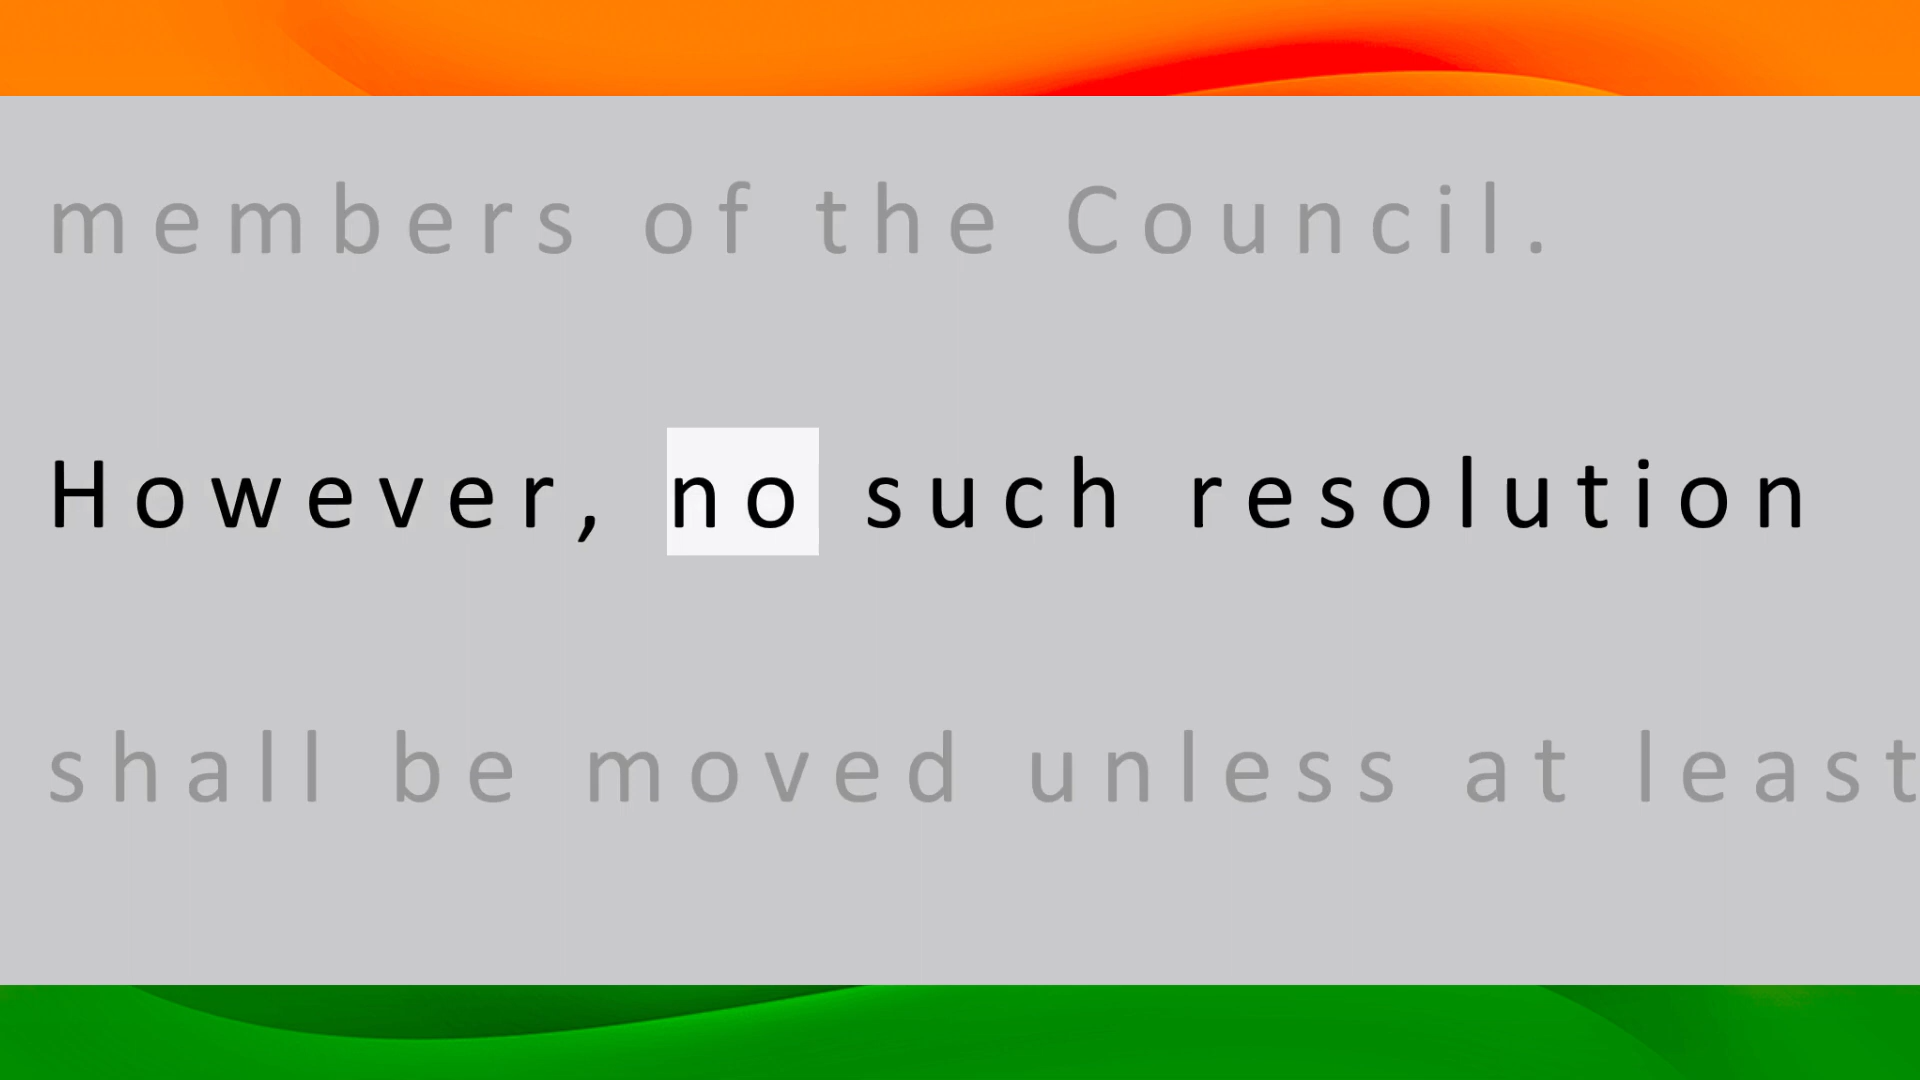 members of the Council.
However, no such resolution
shall be moved unless at least